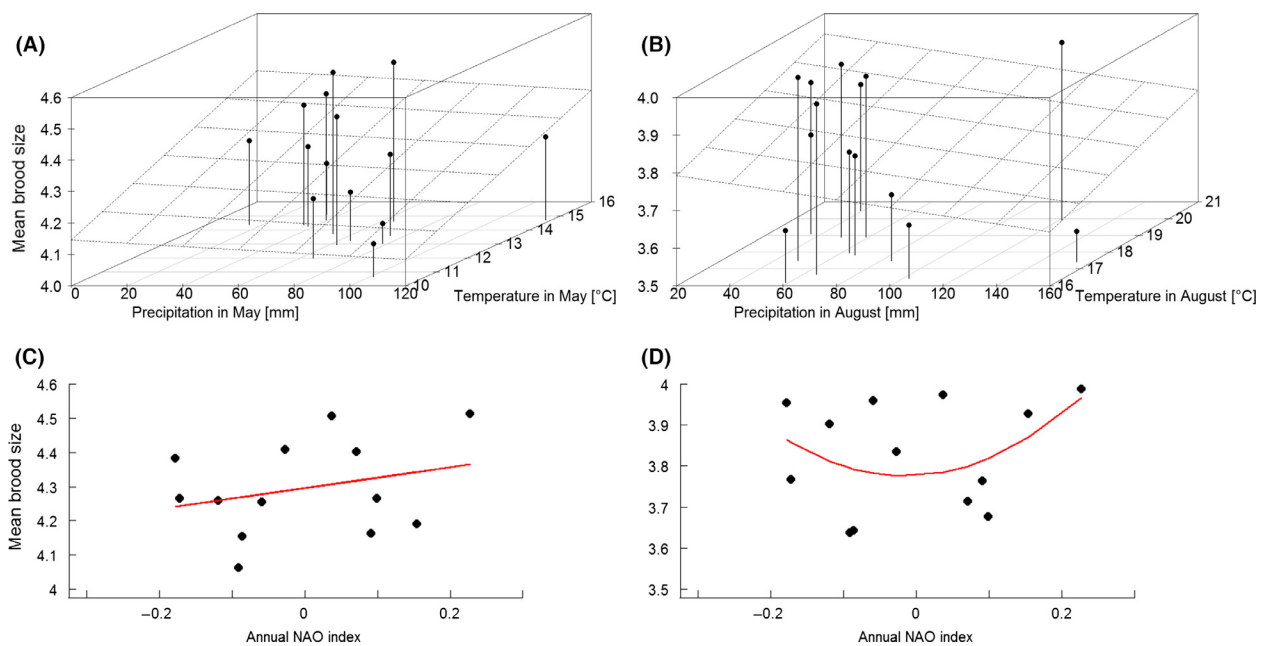 (A)
4.6
4.5
4.4
4.3
4.2
4.1
4.0
Mean brood size
0 20 40 60 80 100 120
Precipitation in May [mm]
10 11 12 13 14 15 16
Temperature in May [°C]
(B)
4.0
3.9
3.8
3.7
3.6
3.5
20 40 60 80 100 120 140 160
Precipitation in August [mm]
16 17 18 19 20 21
Temperature in August [°C]
(C)
4.6
4.5
4.4
4.3
4.2
4.1
4
Mean brood size
–0.2 0 0.2
Annual NAO index
(D)
4
3.9
3.8
3.7
3.6
3.5
–0.2 0 0.2
Annual NAO index